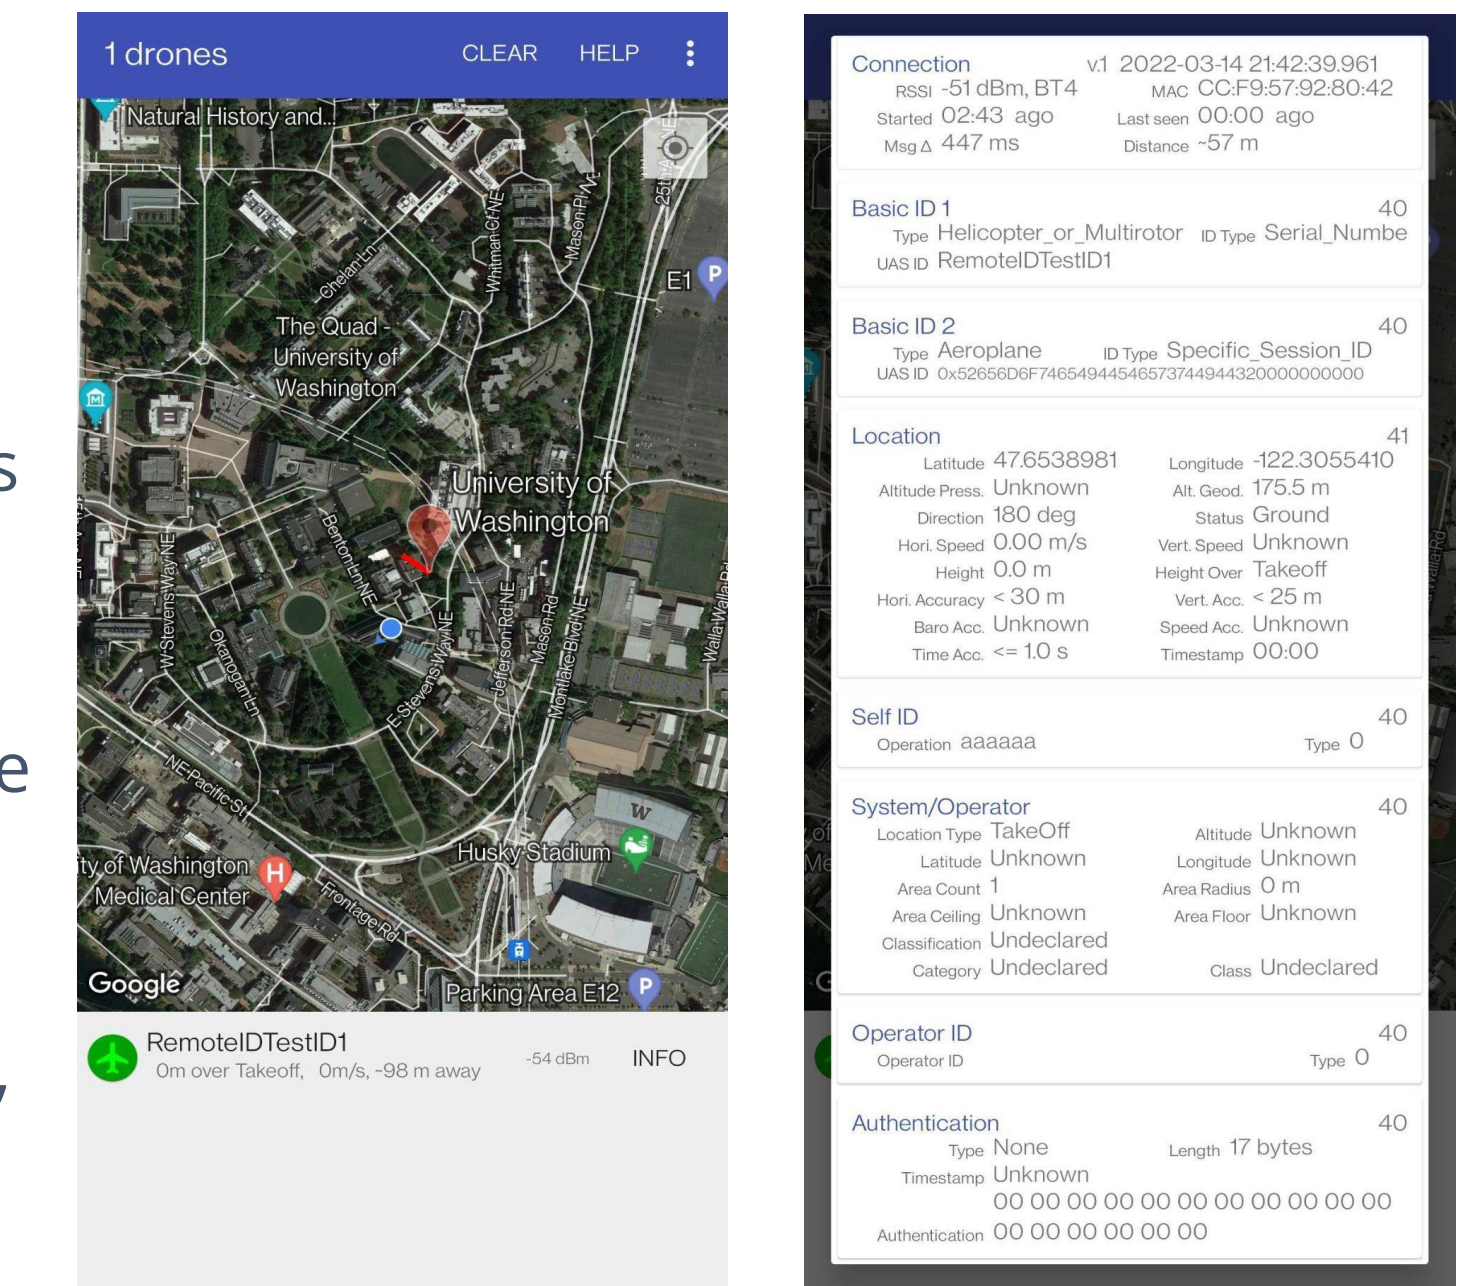 s
e
,
1 drones CLEAR HELP
Natural History and...
25th Ave NE
Mason Pl NE
Whitman Ct NE
Chelan Ln
E1 P
The Quad -
University of
Washington
University of
Washington
Benton Ln NE
W Stevens Way NE
Okanogan Ln
E Stevens Way NE
Jefferson Rd NE
Mason Rd
Montlake Blvd NE
Walla Walla Rd
NE Pacific St
W
Husky Stadium
ity of Washington
Medical Center
H
Frontage Rd
Google
Parking Area E12 P
RemoteIDTestID1
0m over Takeoff, 0m/s, ~98 m away -54 dBm INFO
Connection v.1 2022-03-14 21:42:39.961
RSSI -51 dBm, BT4 MAC CC:F9:57:92:80:42
Started 02:43 ago Last seen 00:00 ago
Msg Δ 447 ms Distance ~57 m
Basic ID 1 40
Type Helicopter_or_Multirotor ID Type Serial_Numbe
UAS ID RemoteIDTestID1
Basic ID 2 40
Type Aeroplane ID Type Specific_Session_ID
UAS ID 0x52656D6F74654944546573744944320000000000
Location 41
Latitude 47.6538981 Longitude -122.3055410
Altitude Press. Unknown Alt. Geod. 175.5 m
Direction 180 deg Status Ground
Hori. Speed 0.00 m/s Vert. Speed Unknown
Height 0.0 m Height Over Takeoff
Hori. Accuracy < 30 m Vert. Acc. < 25 m
Baro Acc. Unknown Speed Acc. Unknown
Time Acc. <= 1.0 s Timestamp 00:00
Self ID 40
Operation aaaaaa Type 0
System/Operator 40
Location Type TakeOff Altitude Unknown
Latitude Unknown Longitude Unknown
Area Count 1 Area Radius 0 m
Area Ceiling Unknown Area Floor Unknown
Classification Undeclared
Category Undeclared Class Undeclared
Operator ID 40
Operator ID Type 0
Authentication 40
Type None Length 17 bytes
Timestamp Unknown
00 00 00 00 00 00 00 00 00 00 00
Authentication 00 00 00 00 00 00